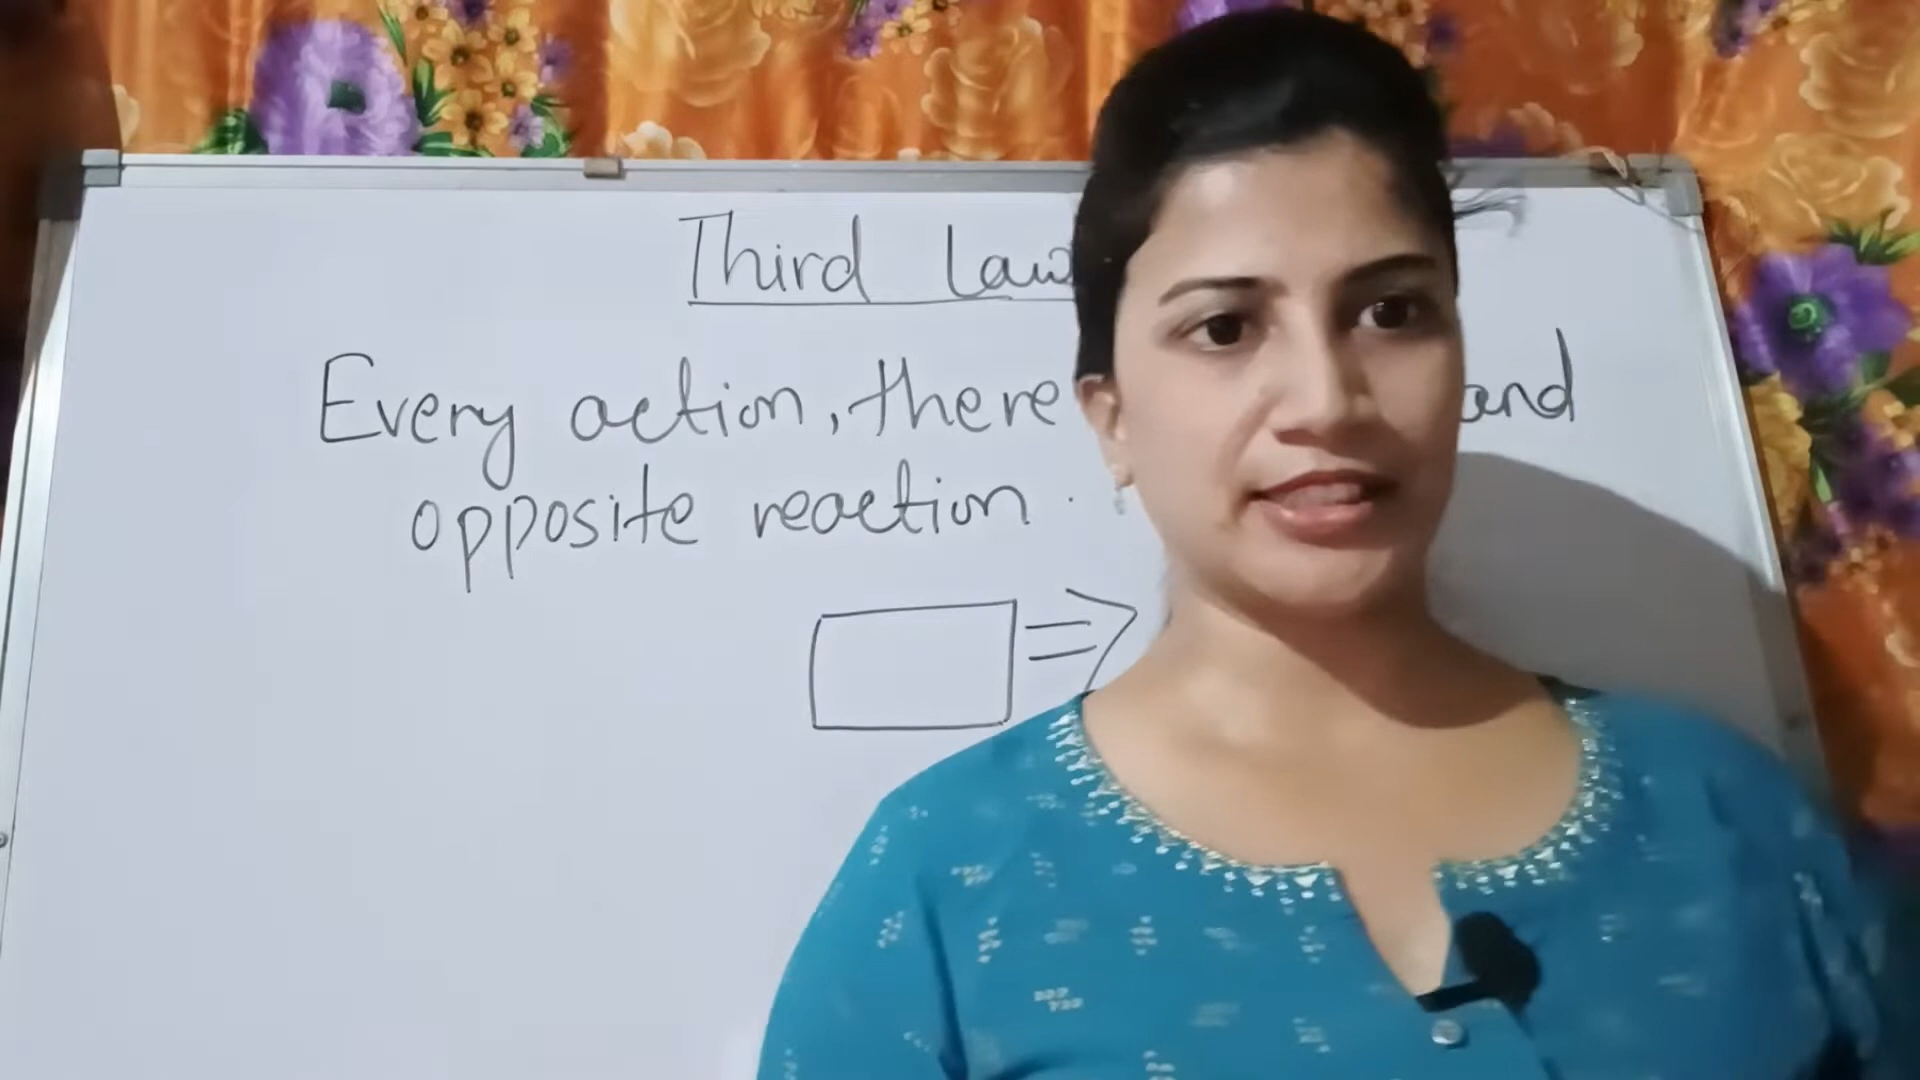 Third Law
Every action, there and
opposite reaction.